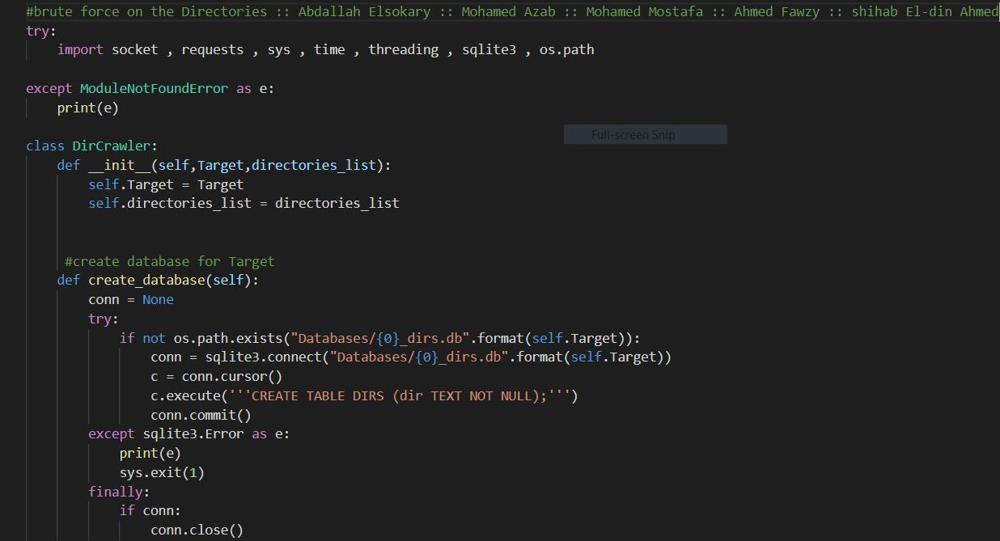 #brute force on the Directories :: Abdallah Elsokary :: Mohamed Azab :: Mohamed Mostafa :: Ahmed Fawzy :: shihab El-din Ahmed
try:
    import socket , requests , sys , time , threading , sqlite3 , os.path

except ModuleNotFoundError as e:
    print(e)

Full-screen Snip
class DirCrawler:
    def __init__(self,Target,directories_list):
        self.Target = Target
        self.directories_list = directories_list


     #create database for Target
    def create_database(self):
        conn = None
        try:
            if not os.path.exists("Databases/{0}_dirs.db".format(self.Target)):
                conn = sqlite3.connect("Databases/{0}_dirs.db".format(self.Target))
                c = conn.cursor()
                c.execute('''CREATE TABLE DIRS (dir TEXT NOT NULL);''')
                conn.commit()
        except sqlite3.Error as e:
            print(e)
            sys.exit(1)
        finally:
            if conn:
                conn.close()